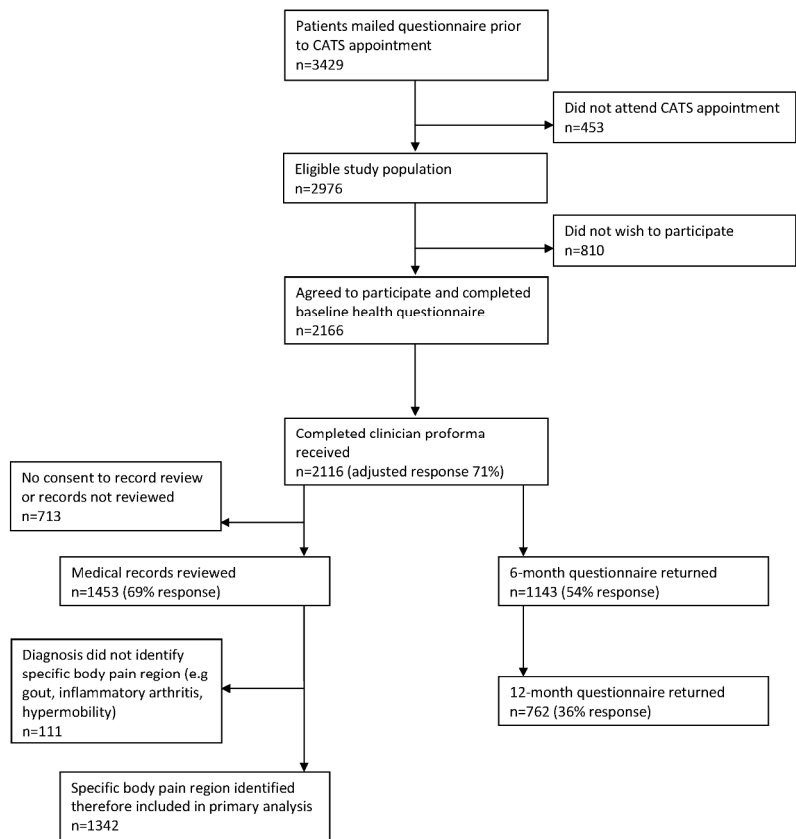 Patients mailed questionnaire prior
to CATS appointment
n=3429
Did not attend CATS appointment
n=453
Eligible study population
n=2976
Did not wish to participate
n=810
Agreed to participate and completed
baseline health questionnaire
n=2166
Completed clinician proforma
received
n=2116 (adjusted response 71%)
No consent to record review
or records not reviewed
n=713
Medical records reviewed
n=1453 (69% response)
6-month questionnaire returned
n=1143 (54% response)
Diagnosis did not identify
specific body pain region (e.g
gout, inflammatory arthritis,
hypermobility)
n=111
12-month questionnaire returned
n=762 (36% response)
Specific body pain region identified
therefore included in primary analysis
n=1342